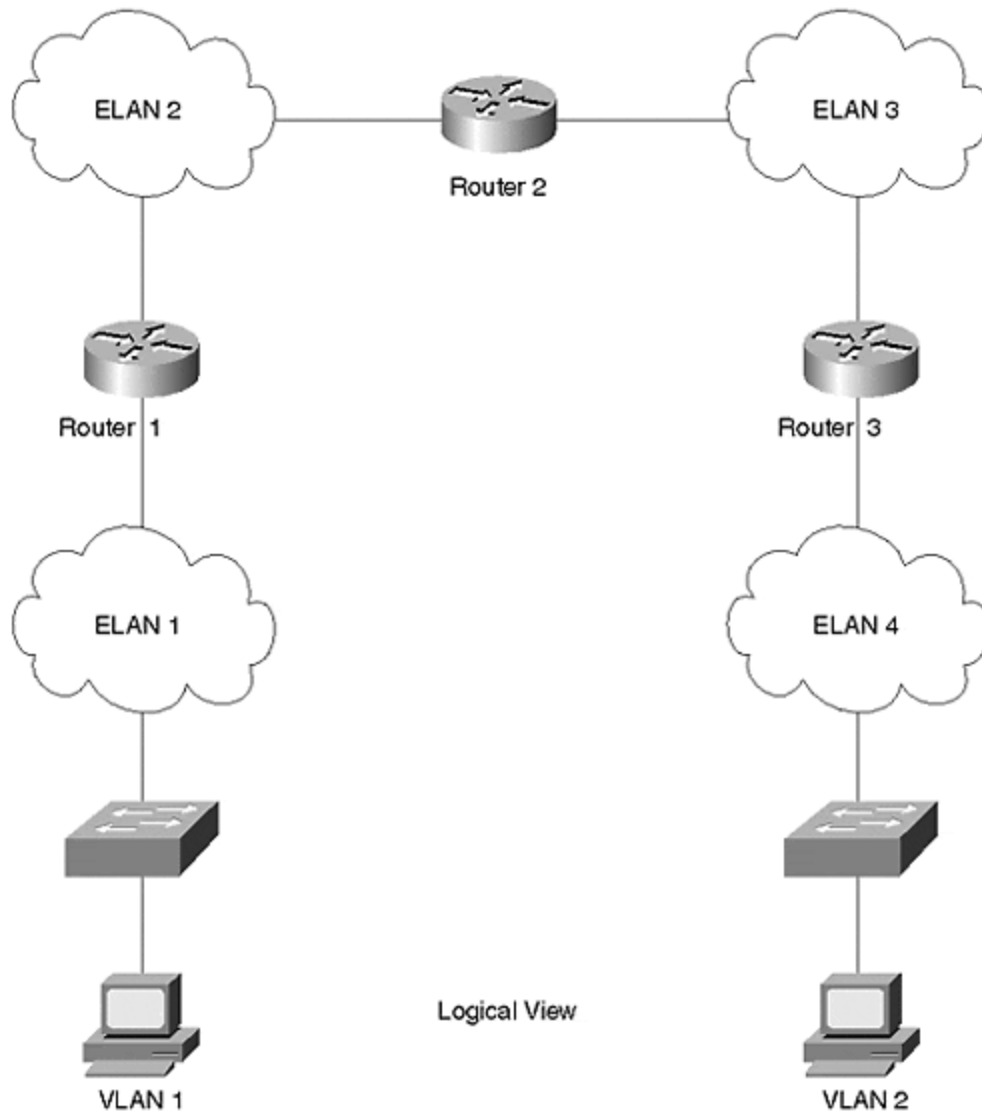 ELAN 2
ELAN 3
Router 2
Router 1
Router 3
ELAN 1
ELAN 4
Logical View
VLAN 1
VLAN 2